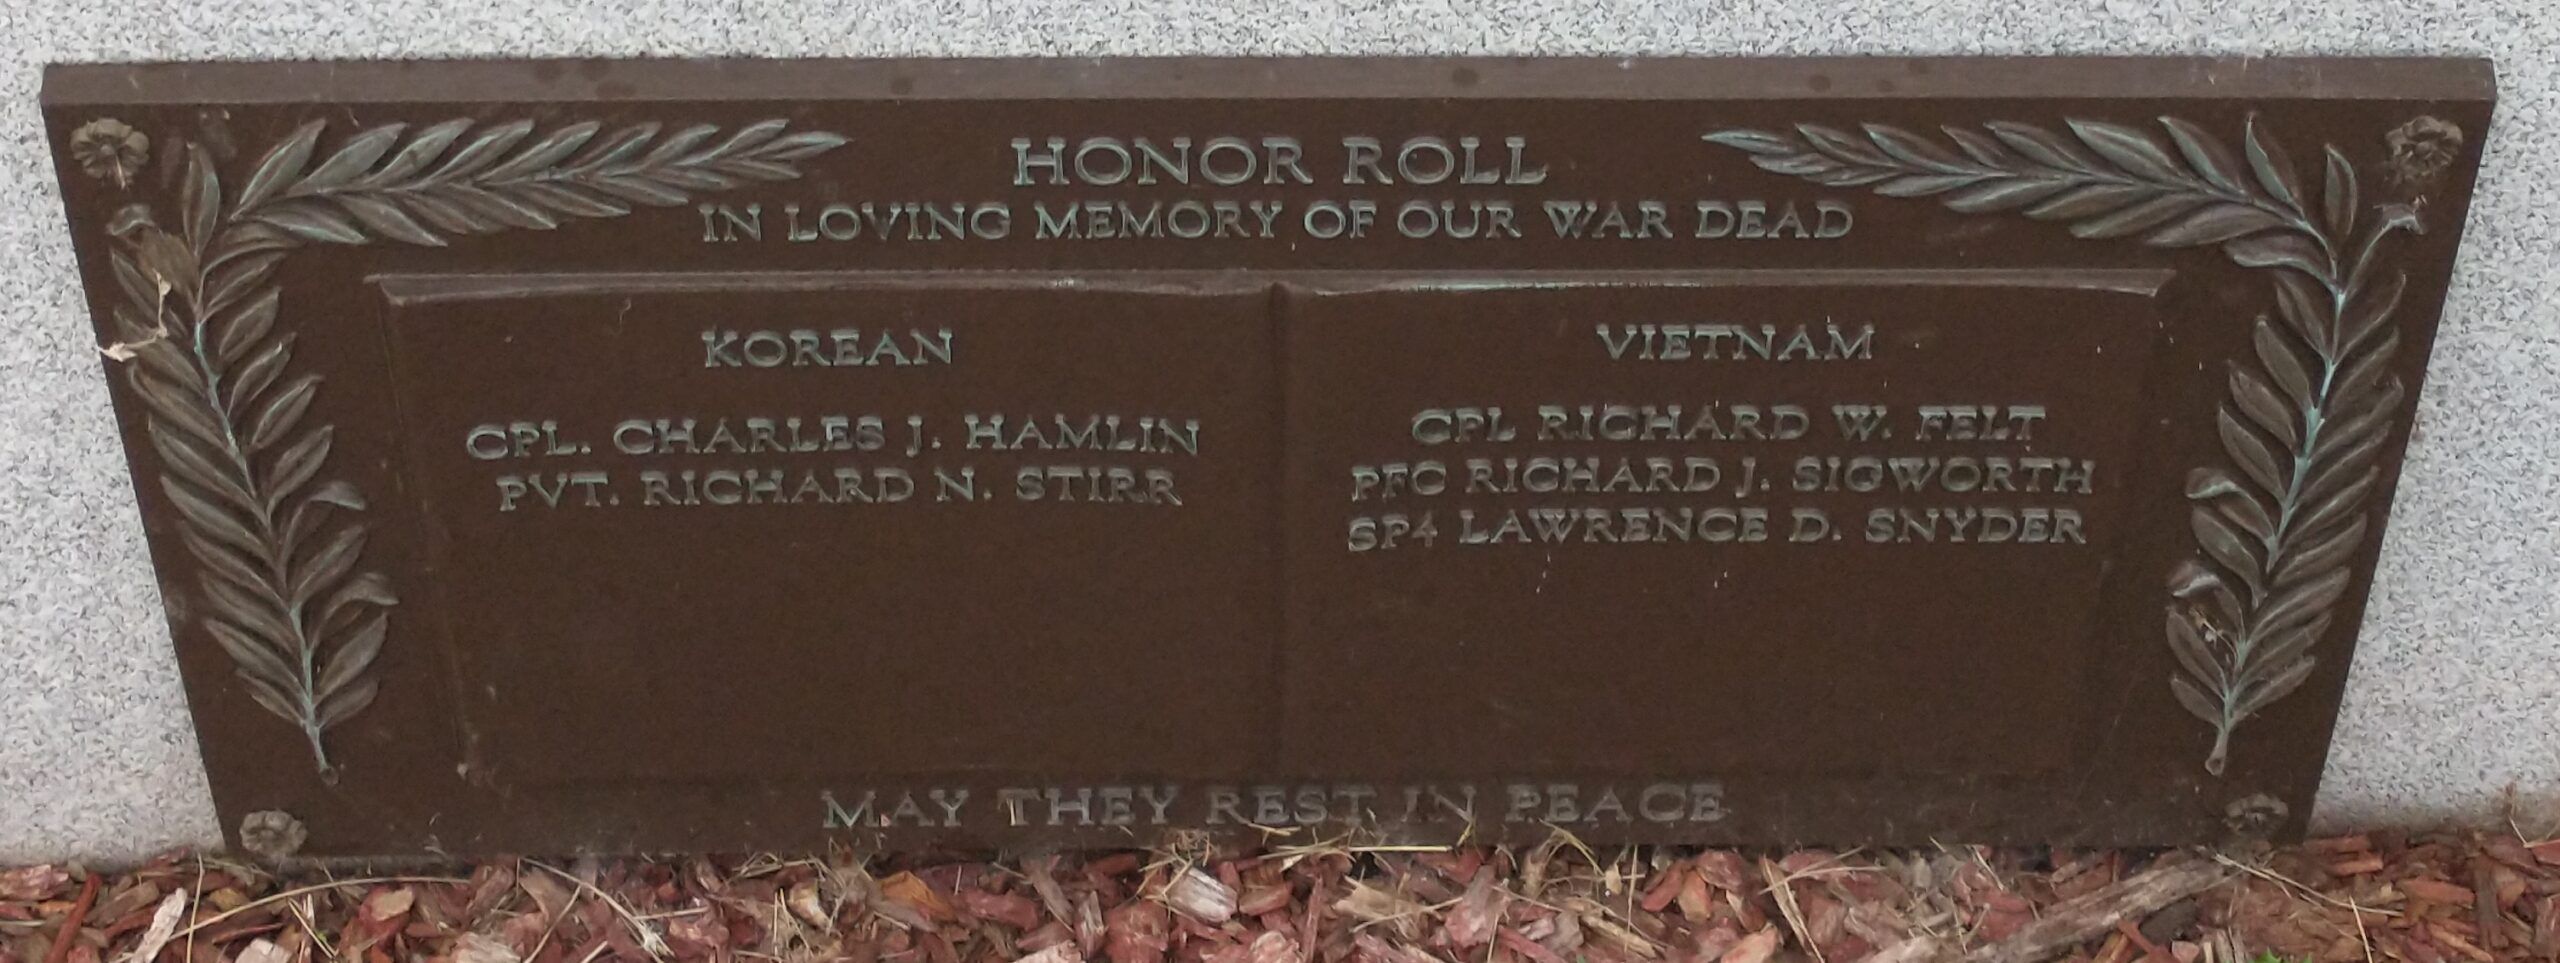 HONOR ROLL
IN LOVING MEMORY OF OUR WAR DEAD
KOREAN
CPL. CHARLES J. HAMLIN
PVT. RICHARD N. STIRR
VIETNAM
CPL RICHARD W. FELT
PFC RICHARD J. SIGWORTH
SP4 LAWRENCE D. SNYDER
MAY THEY REST IN PEACE